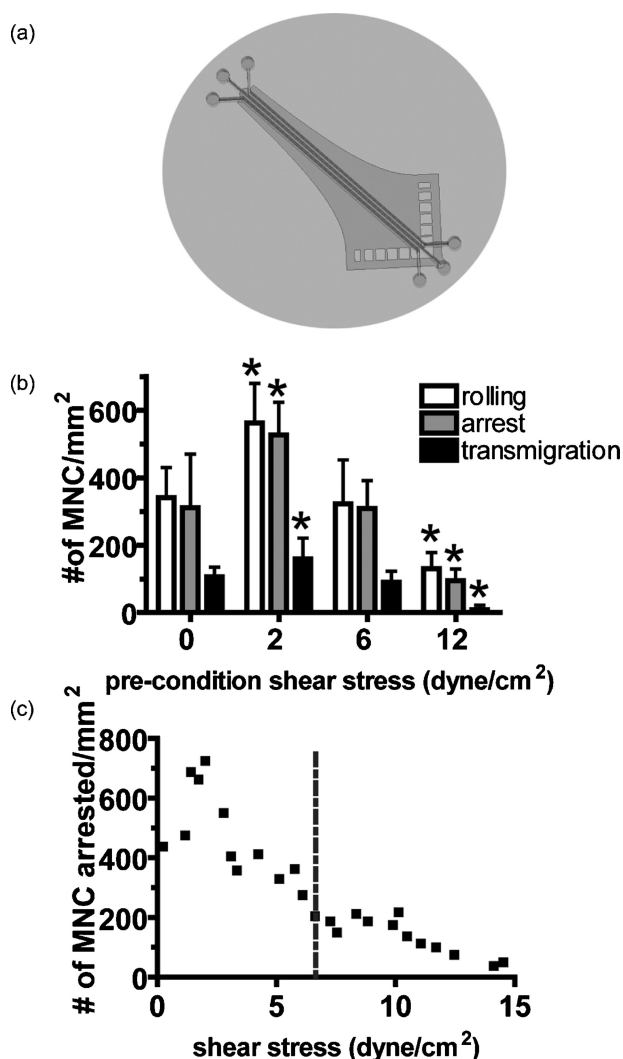 (a)
(b)
#of MNC/mm²
600
400
200
0
* * * * * *
rolling
arrest
transmigration
0 2 6 12
pre-condition shear stress (dyne/cm²)
(c)
# of MNC arrested/mm²
800
600
400
200
0
0 5 10 15
shear stress (dyne/cm²)